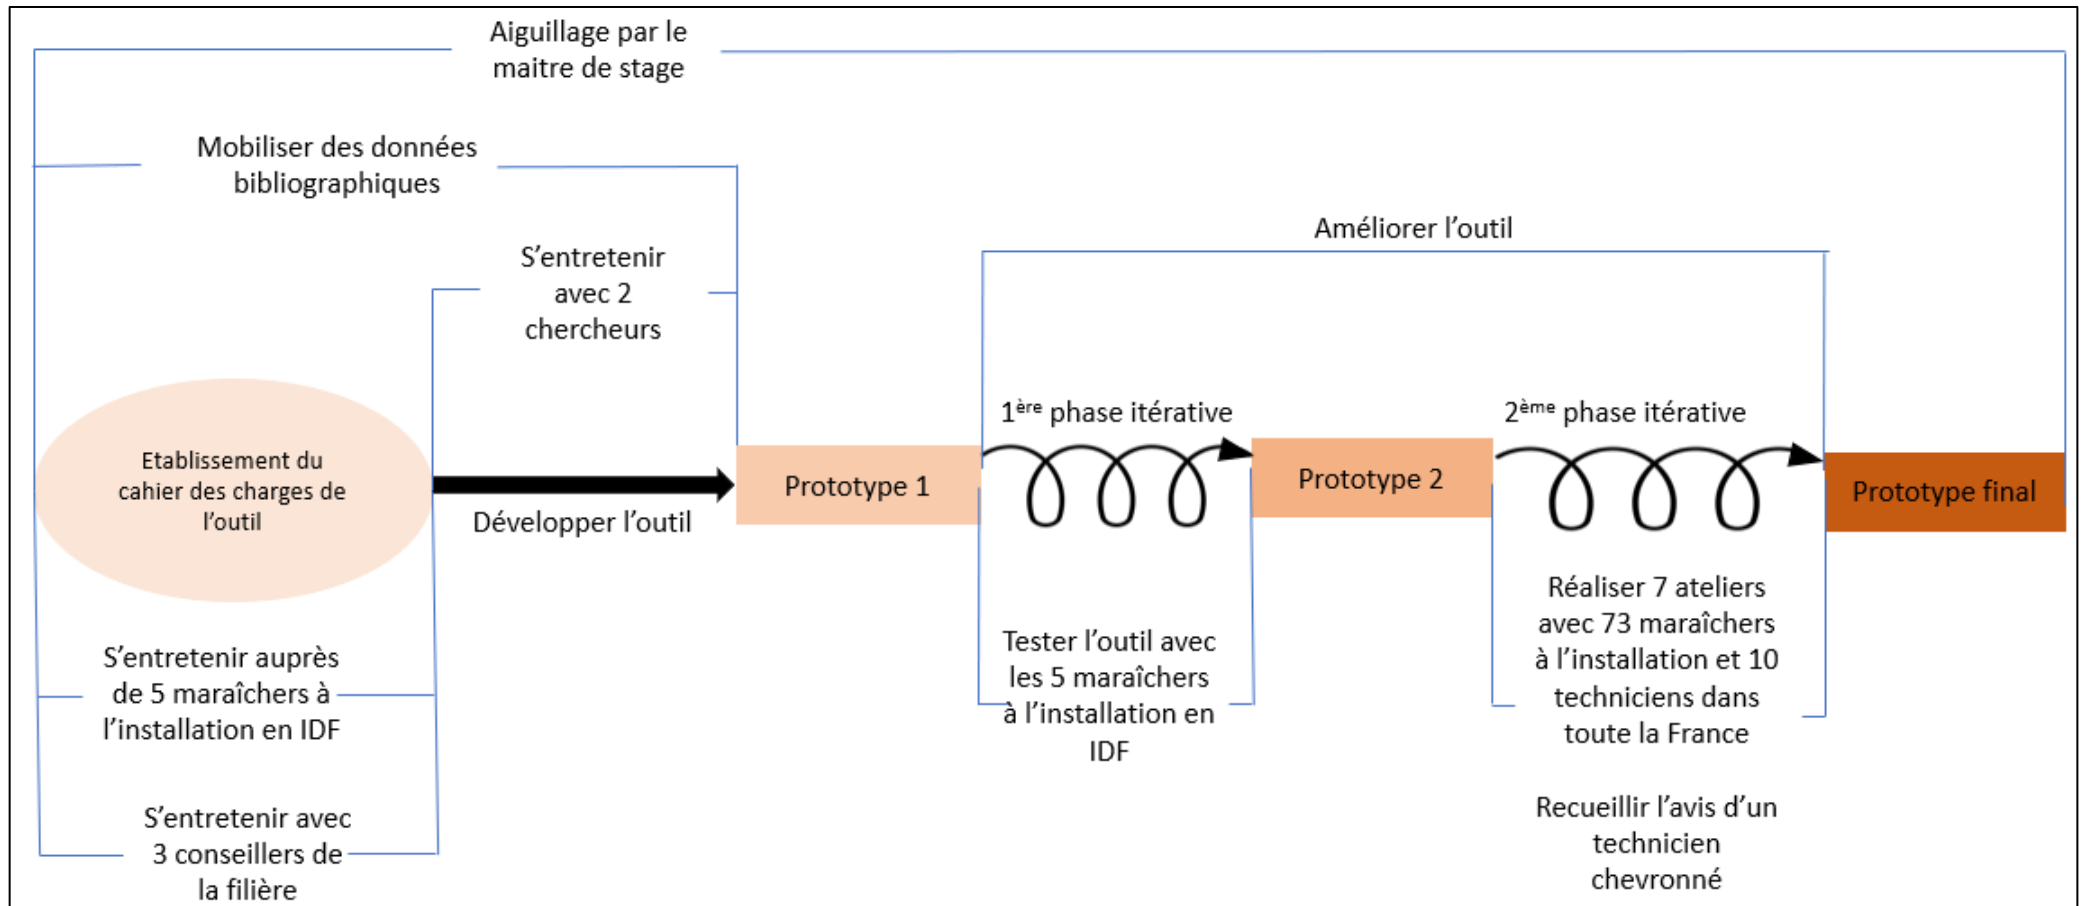 Aiguillage par le
maitre de stage
Mobiliser des données
bibliographiques
S’entretenir
avec 2
chercheurs
Améliorer l’outil
Etablissement du
cahier des charges de
l’outil
Développer l’outil
Prototype 1
1ère phase itérative
Prototype 2
2ème phase itérative
Prototype final
S’entretenir auprès
de 5 maraîchers à
l’installation en IDF
S’entretenir avec
3 conseillers de
la filière
Tester l’outil avec
les 5 maraîchers
à l’installation en
IDF
Réaliser 7 ateliers
avec 73 maraîchers
à l’installation et 10
techniciens dans
toute la France
Recueillir l’avis d’un
technicien
chevronné